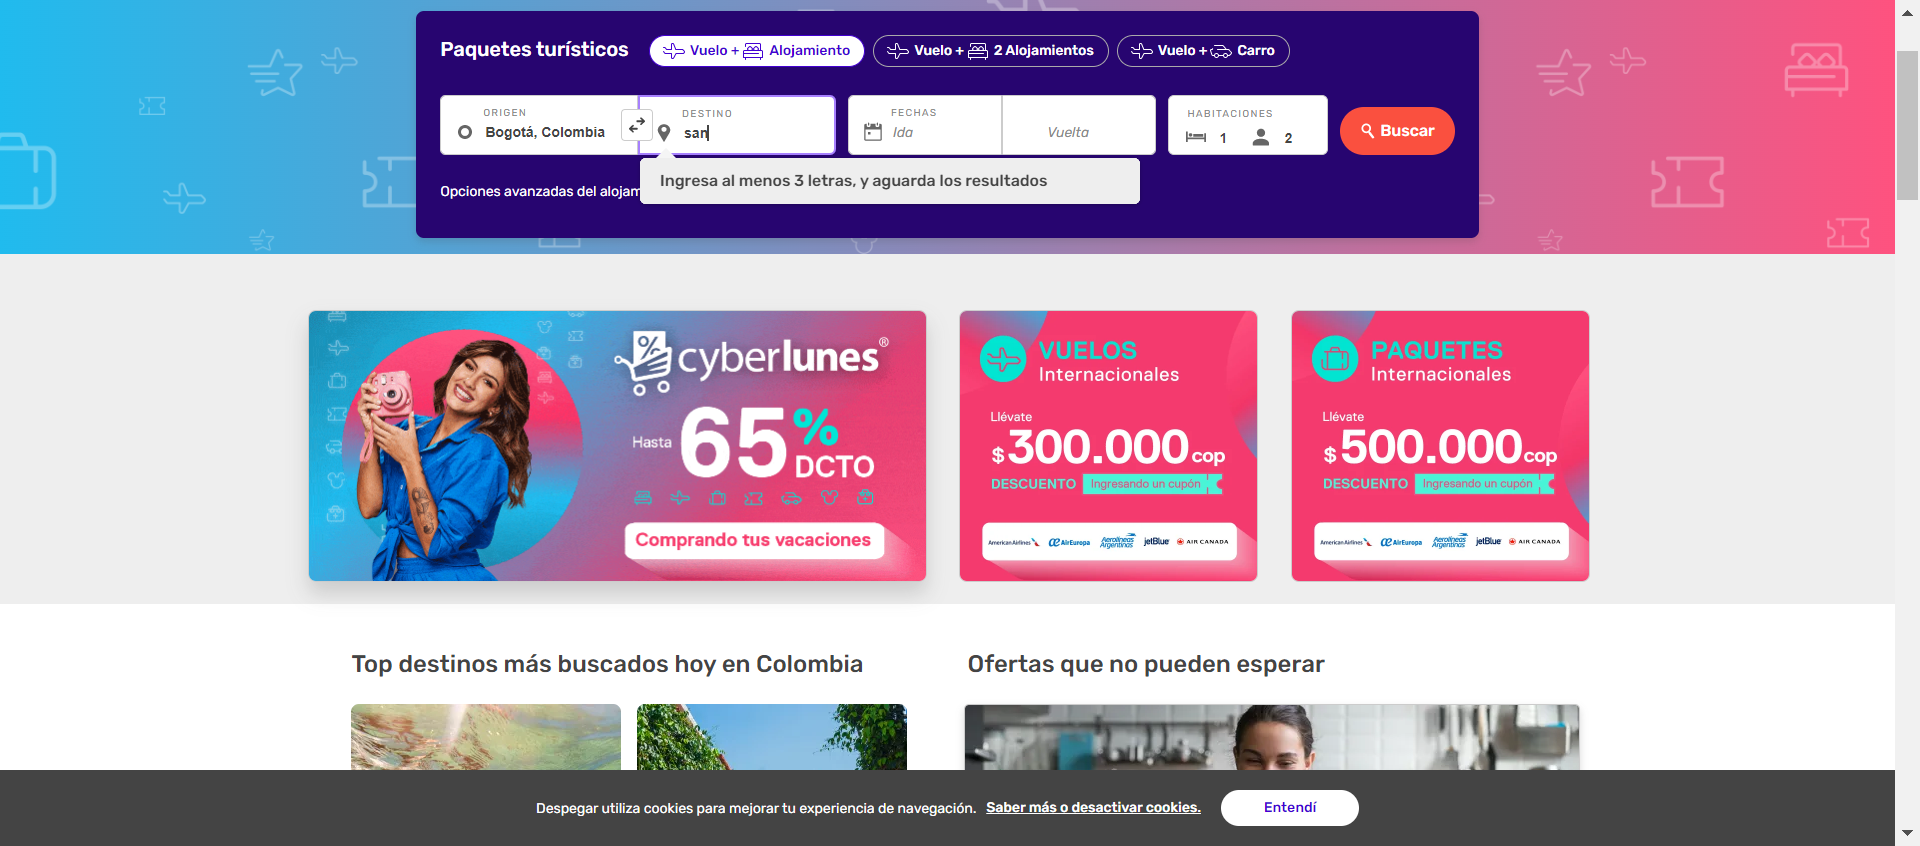 Paquetes turísticos
Vuelo + Alojamiento
Vuelo + 2 Alojamientos
Vuelo + Carro
ORIGEN
Bogotá, Colombia
DESTINO
san
FECHAS
Ida
Vuelta
HABITACIONES
1
2
Buscar
Opciones avanzadas del alojam
Ingresa al menos 3 letras, y aguarda los resultados
cyberlunes®
Hasta 65% DCTO
Comprando tus vacaciones
VUELOS
Internacionales
Llévate
$300.000 cop
DESCUENTO Ingresando un cupón
American Airlines AirEuropa Aerolíneas Argentinas jetBlue AIR CANADA
PAQUETES
Internacionales
Llévate
$500.000 cop
DESCUENTO Ingresando un cupón
American Airlines AirEuropa Aerolíneas Argentinas jetBlue AIR CANADA
Top destinos más buscados hoy en Colombia
Ofertas que no pueden esperar
Despegar utiliza cookies para mejorar tu experiencia de navegación. Saber más o desactivar cookies.
Entendí